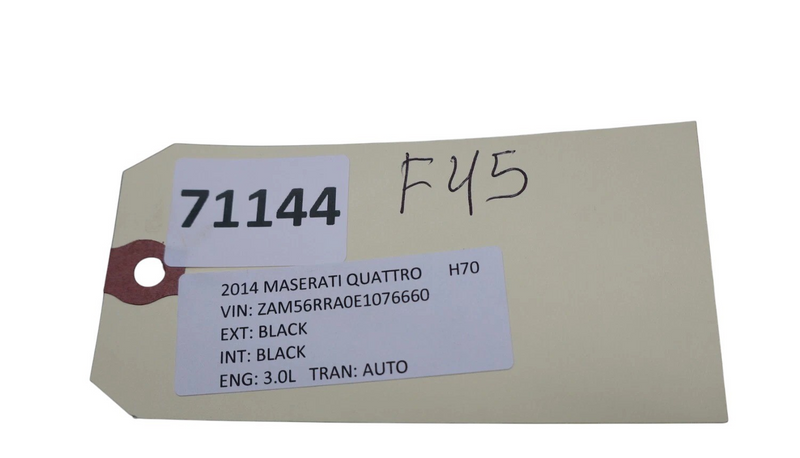 71144
F45
2014 MASERATI QUATTRO H70
VIN: ZAM56RRA0E1076660
EXT: BLACK
INT: BLACK
ENG: 3.0L TRAN: AUTO